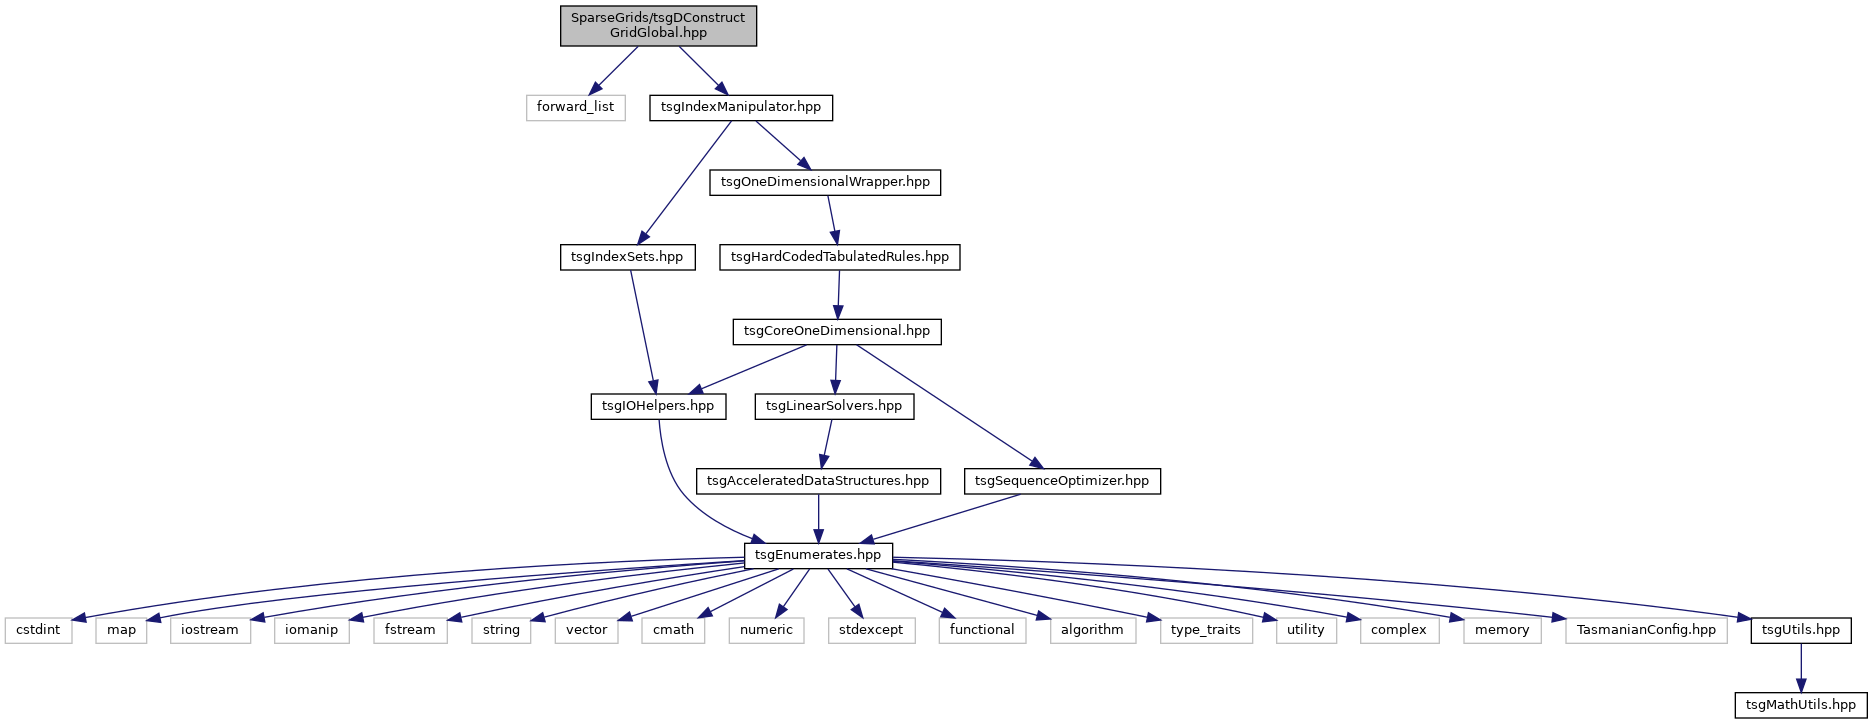 SparseGrids/tsgDConstruct
GridGlobal.hpp
forward_list
tsgIndexManipulator.hpp
tsgOneDimensionalWrapper.hpp
tsgIndexSets.hpp
tsgHardCodedTabulatedRules.hpp
tsgCoreOneDimensional.hpp
tsgIOHelpers.hpp
tsgLinearSolvers.hpp
tsgAcceleratedDataStructures.hpp
tsgSequenceOptimizer.hpp
tsgEnumerates.hpp
cstdint
map
iostream
iomanip
fstream
string
vector
cmath
numeric
stdexcept
functional
algorithm
type_traits
utility
complex
memory
TasmanianConfig.hpp
tsgUtils.hpp
tsgMathUtils.hpp